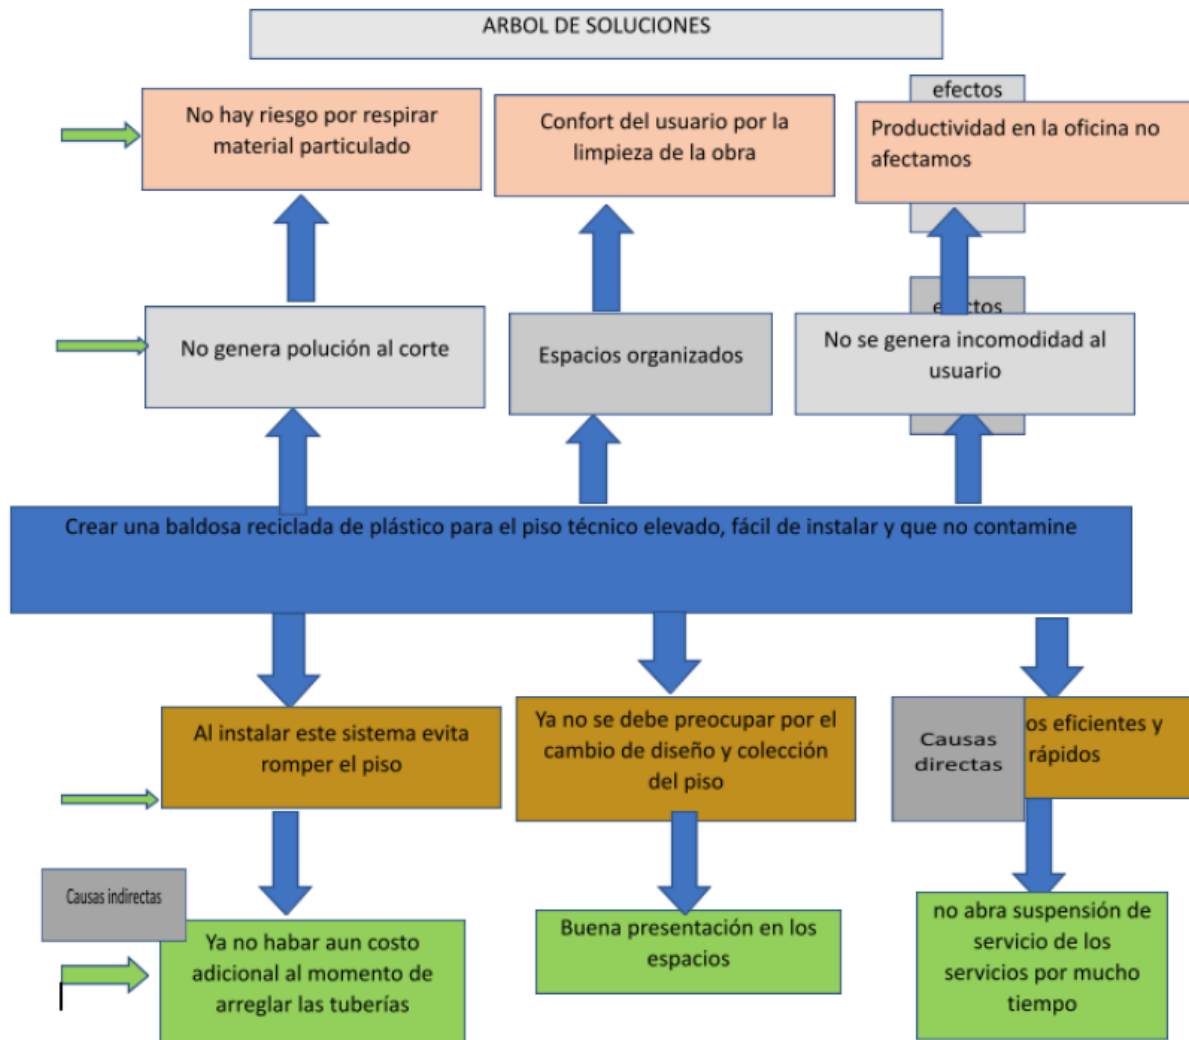 ARBOL DE SOLUCIONES
efectos
No hay riesgo por respirar
material particulado
Confort del usuario por la
limpieza de la obra
Productividad en la oficina no
afectamos
efectos
No genera polución al corte
Espacios organizados
No se genera incomodidad al
usuario
Crear una baldosa reciclada de plástico para el piso técnico elevado, fácil de instalar y que no contamine
Al instalar este sistema evita
romper el piso
Ya no se debe preocupar por el
cambio de diseño y colección
del piso
Causas
directas
os eficientes y
rápidos
Causas indirectas
Ya no habar aun costo
adicional al momento de
arreglar las tuberías
Buena presentación en los
espacios
no abra suspensión de
servicio de los
servicios por mucho
tiempo